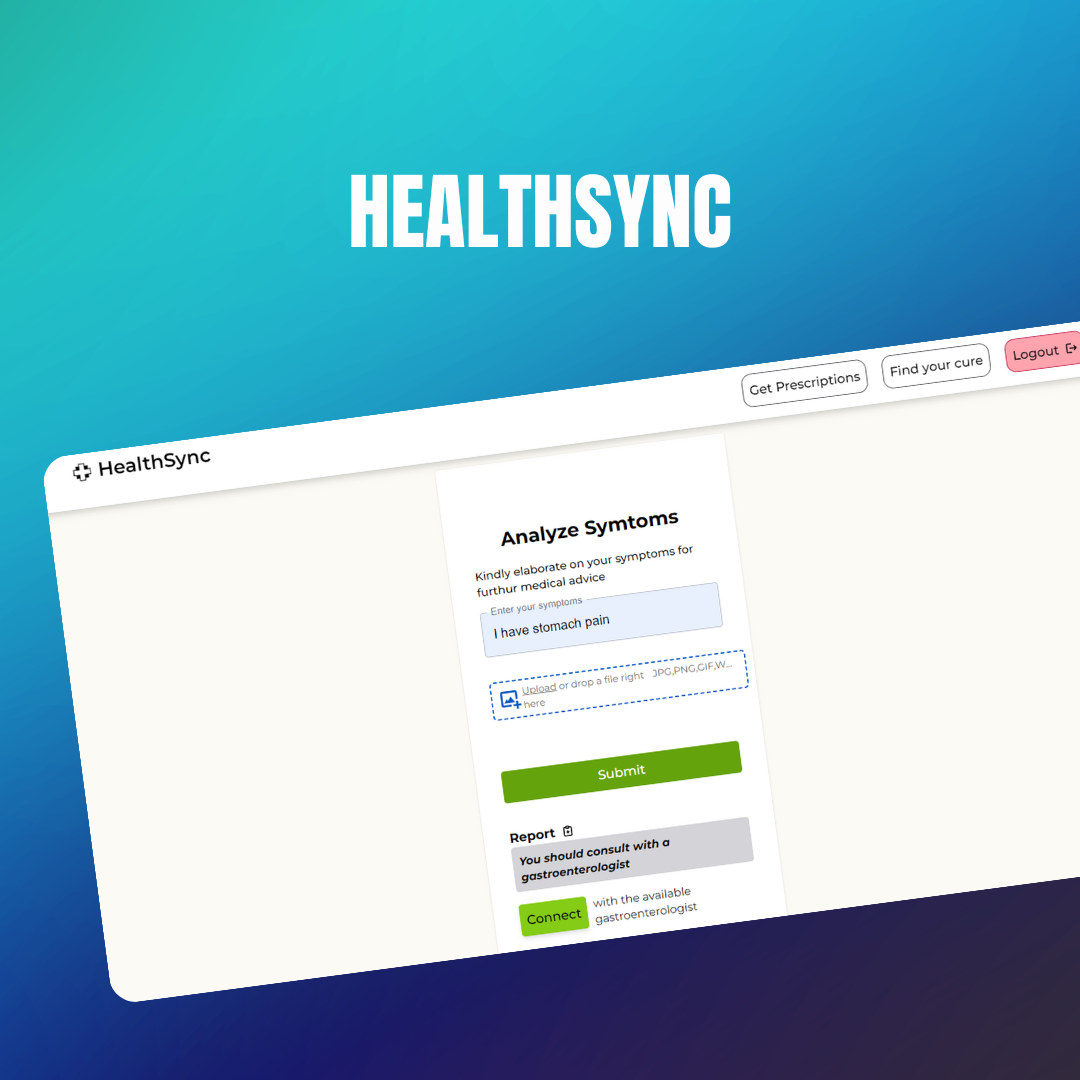 HEALTHSYNC
HealthSync
Get Prescriptions
Find your cure
Logout
Analyze Symtoms
Kindly elaborate on your symptoms for
furthur medical advice
Enter your symptoms
I have stomach pain
Upload or drop a file right
here
JPG,PNG,GIF,W...
Submit
Report
You should consult with a
gastroenterologist
Connect
with the available
gastroenterologist